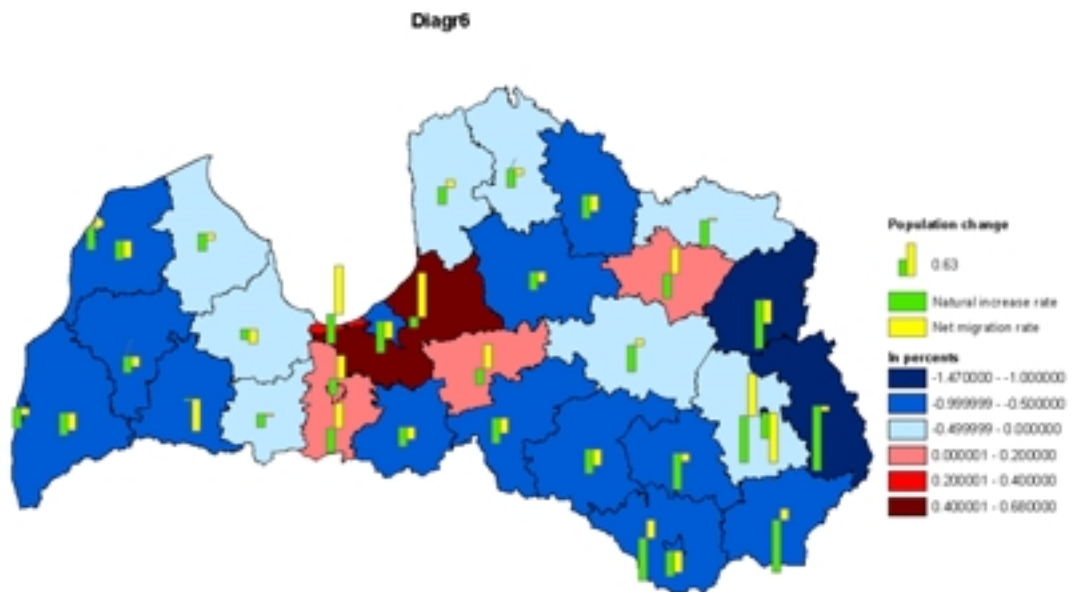 Diagr6
Population change
0.63
Natural increase rate
Net migration rate
In percents
-1.470000 - -1.000000
-0.999999 - -0.500000
-0.499999 - 0.000000
0.000001 - 0.200000
0.200001 - 0.400000
0.400001 - 0.680000